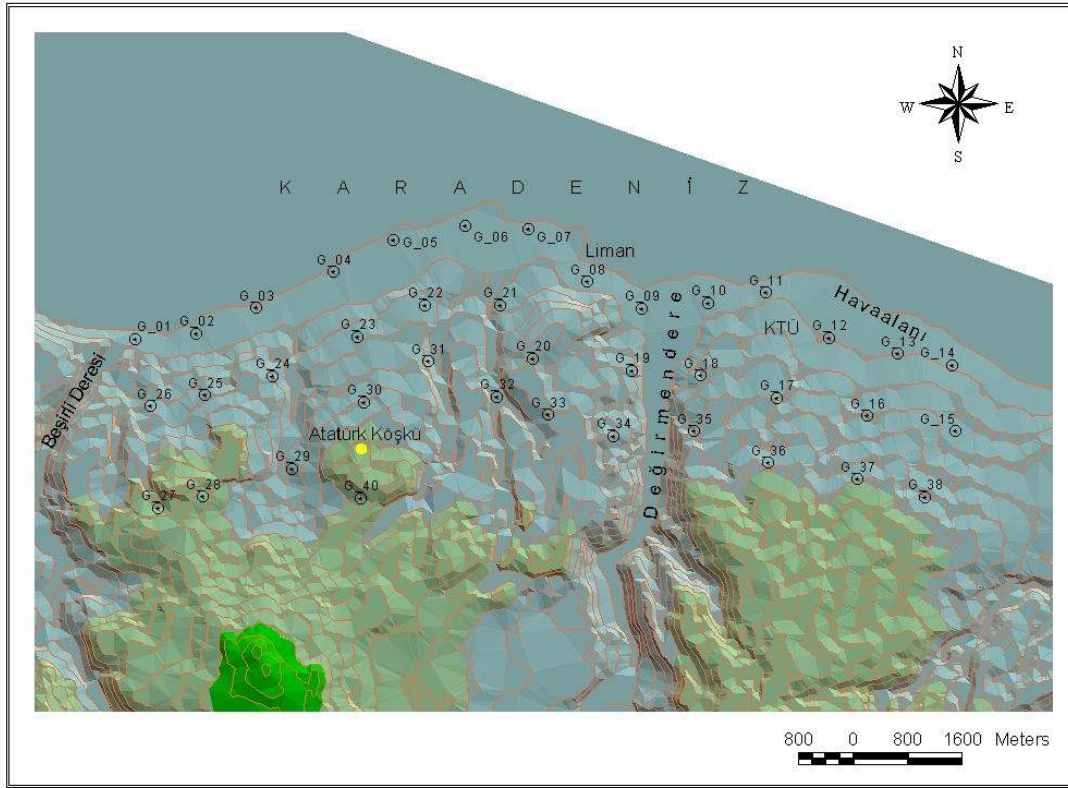 N
W E
S
K A R A D E N İ Z
G_06
G_07
G_05
Liman
G_04
G_08
G_11
G_22
G_21
G_09
G_10
Havaalanı
G_03
G_01
G_02
G_23
KTÜ
G_12
G_13
G_14
G_31
G_20
G_19
G_24
G_18
G_26
G_25
G_30
G_32
G_33
G_17
G_16
G_15
Beşirli Deresi
Değirmendere
G_34
G_35
Atatürk Köşkü
G_29
G_36
G_37
G_27
G_28
G_40
G_38
800 0 800 1600 Meters